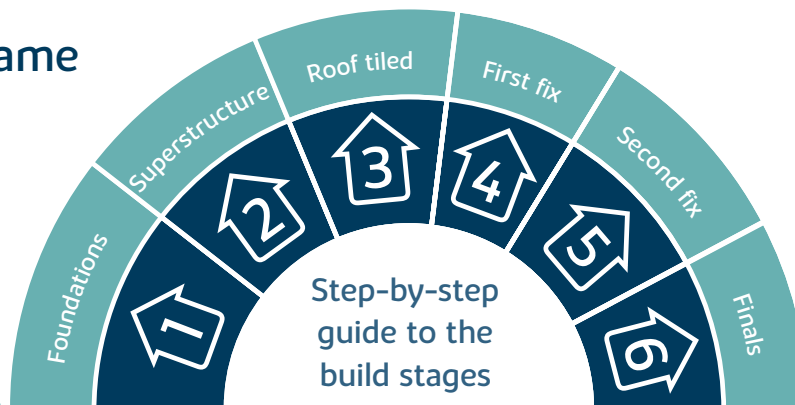 ame
Foundations
Superstructure
Roof tiled
First fix
Second fix
Finals
1
2
3
4
5
6
Step-by-step
guide to the
build stages